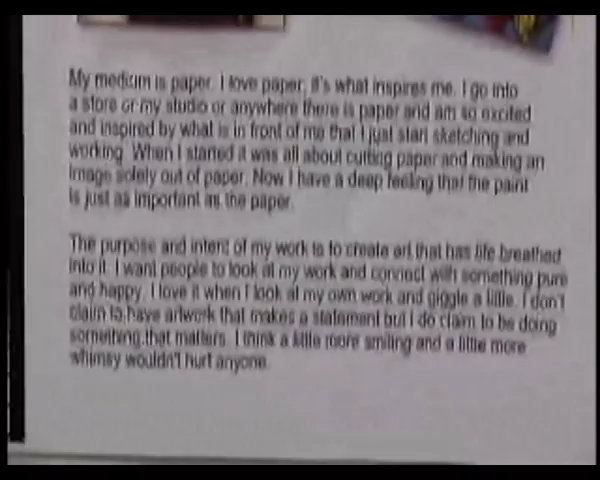 My medium is paper. I love paper, it's what inspires me. I go into
a store or my studio or anywhere there is paper and am so excited
and inspired by what is in front of me that I just start sketching and
working. When I started it was all about cutting paper and making an
image solely out of paper. Now I have a deep feeling that the paint
is just as important as the paper.
The purpose and intent of my work is to create art that has life breathed
into it. I want people to look at my work and connect with something pure
and happy. I love it when I look at my own work and giggle a little. I don't
claim to have artwork that makes a statement but I do claim to be doing
something that matters. I think a little more smiling and a little more
whimsy wouldn't hurt anyone.